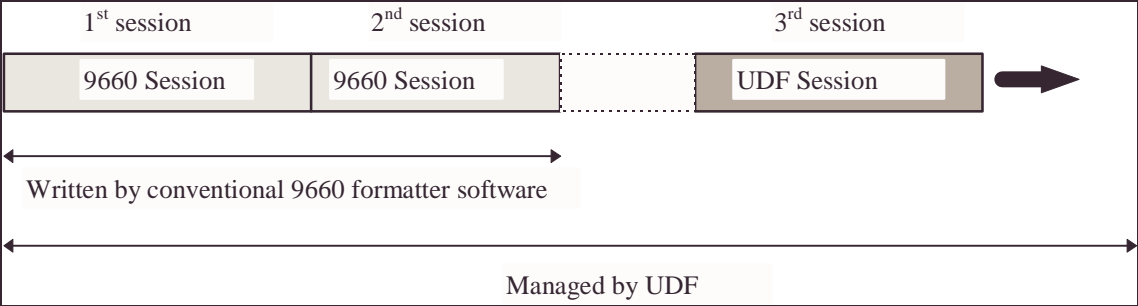 1st session 2nd session 3rd session
9660 Session 9660 Session UDF Session
Written by conventional 9660 formatter software
Managed by UDF